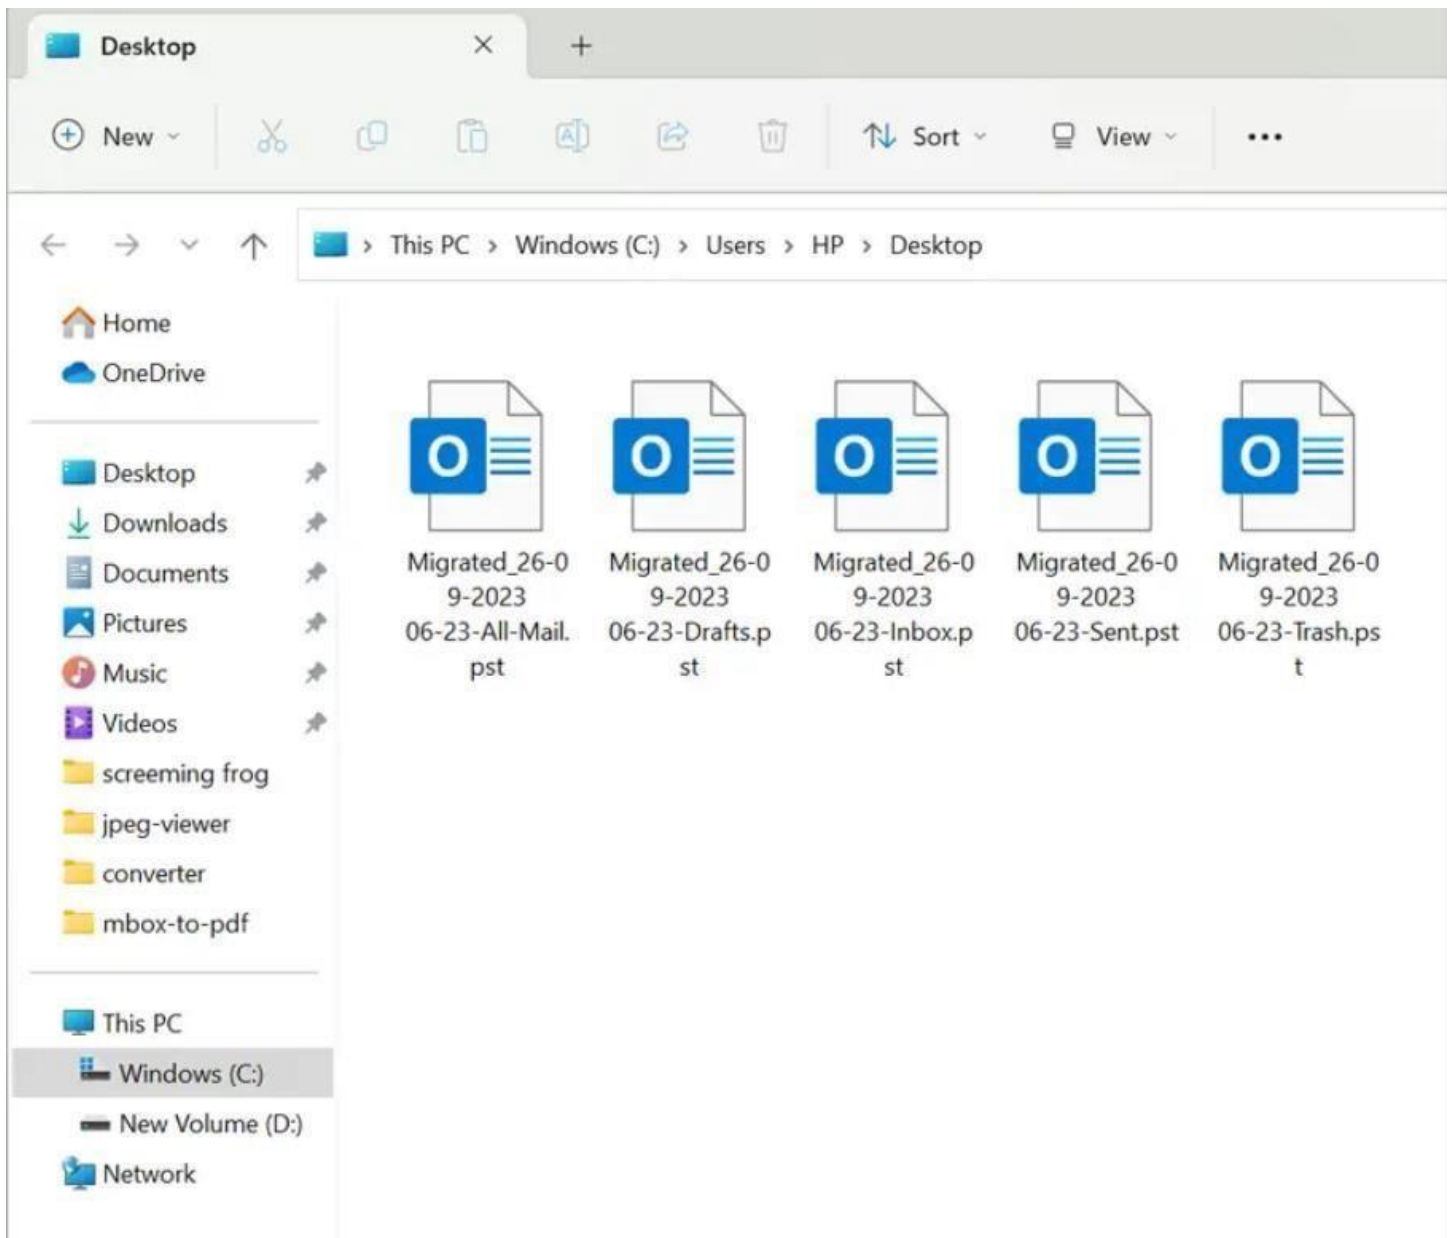 Desktop
New
Sort
View
This PC > Windows (C:) > Users > HP > Desktop
Home
OneDrive
Desktop
Downloads
Documents
Pictures
Music
Videos
screeming frog
jpeg-viewer
converter
mbox-to-pdf
This PC
Windows (C:)
New Volume (D:)
Network
Migrated_26-0
9-2023
06-23-All-Mail.
pst
Migrated_26-0
9-2023
06-23-Drafts.p
st
Migrated_26-0
9-2023
06-23-Inbox.p
st
Migrated_26-0
9-2023
06-23-Sent.pst
Migrated_26-0
9-2023
06-23-Trash.ps
t